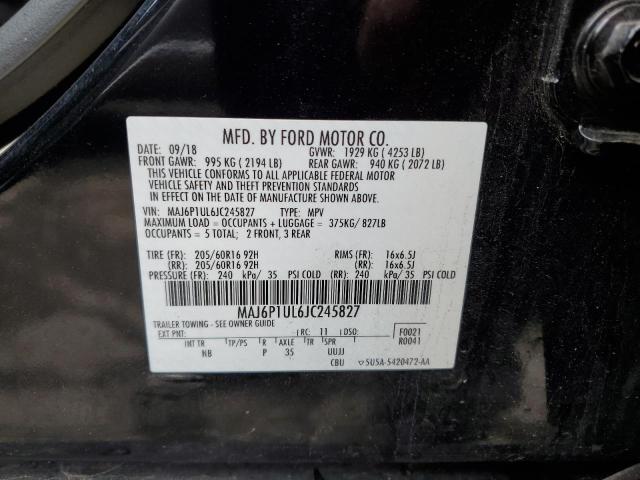 MFD. BY FORD MOTOR CO.
DATE: 09/18 GVWR: 1929 KG ( 4253 LB)
FRONT GAWR: 995 KG ( 2194 LB) REAR GAWR: 940 KG ( 2072 LB)
THIS VEHICLE CONFORMS TO ALL APPLICABLE FEDERAL MOTOR
VEHICLE SAFETY AND THEFT PREVENTION STANDARDS
IN EFFECT ON THE DATE OF MANUFACTURE SHOWN ABOVE.
VIN: MAJ6P1UL6JC245827 TYPE: MPV
MAXIMUM LOAD = OCCUPANTS + LUGGAGE = 375KG/ 827LB
OCCUPANTS = 5 TOTAL; 2 FRONT, 3 REAR
TIRE (FR): 205/60R16 92H RIMS (FR): 16x6.5J
(RR): 205/60R16 92H (RR): 16x6.5J
PRESSURE (FR): 240 kPa/ 35 PSI COLD (RR): 240 kPa/ 35 PSI COLD
MAJ6P1UL6JC245827
TRAILER TOWING - SEE OWNER GUIDE
EXT PNT: RC: 11 DSO: F0021
R0041
INT TR TP/PS R AXLE TR SPR
NB P 35 UUJJ
CBU 5U5A-5420472-AA